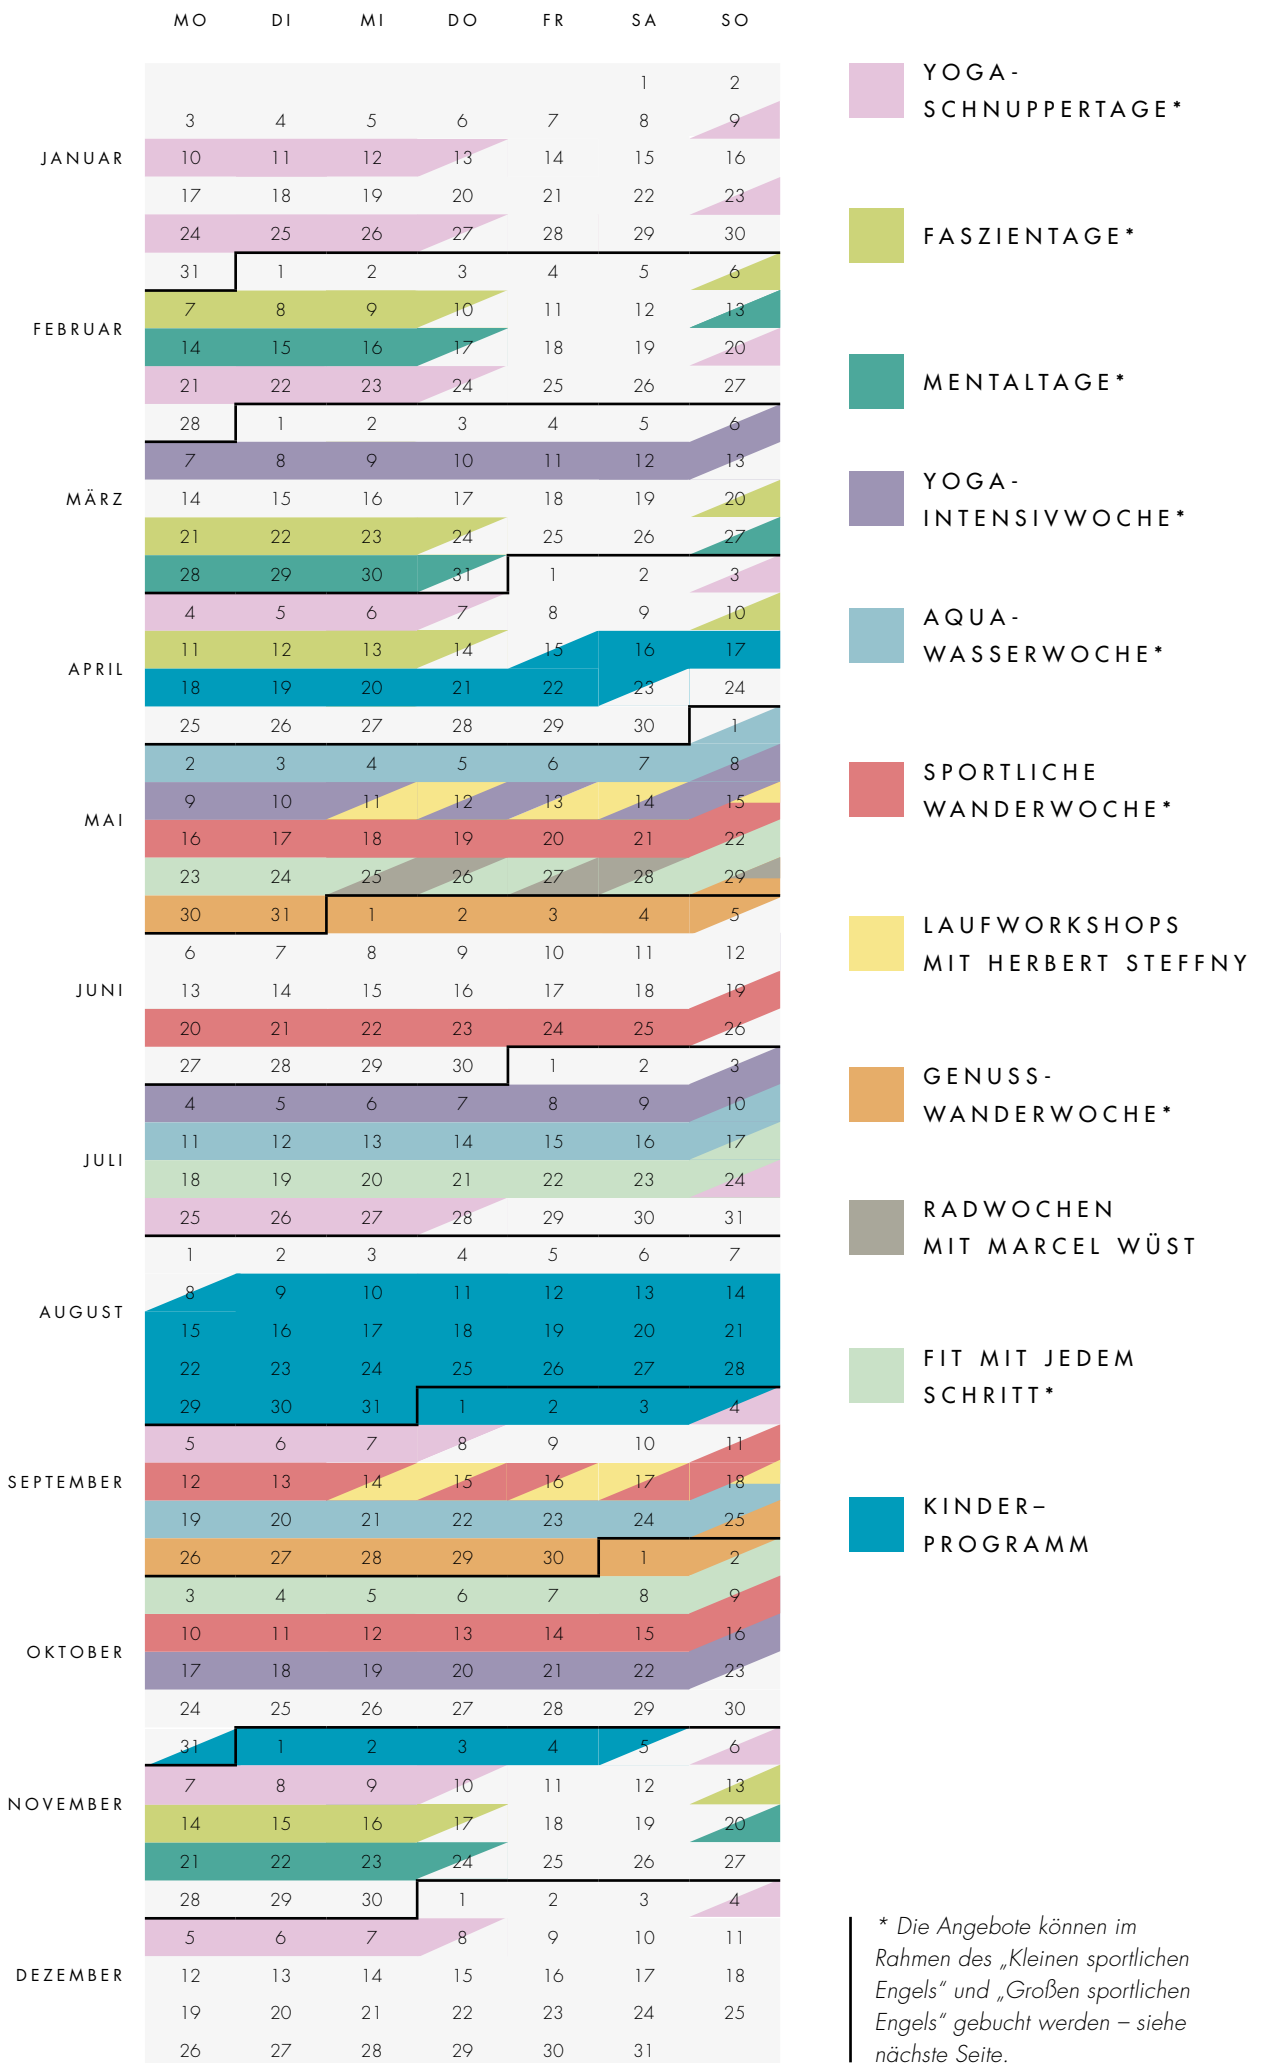 MO DI MI DO FR SA SO
1 2
3 4 5 6 7 8 9
JANUAR 10 11 12 13 14 15 16
17 18 19 20 21 22 23
24 25 26 27 28 29 30
31 1 2 3 4 5 6
7 8 9 10 11 12 13
FEBRUAR
14 15 16 17 18 19 20
21 22 23 24 25 26 27
28 1 2 3 4 5 6
7 8 9 10 11 12 13
MÄRZ 14 15 16 17 18 19 20
21 22 23 24 25 26 27
28 29 30 31 1 2 3
4 5 6 7 8 9 10
11 12 13 14 15 16 17
APRIL
18 19 20 21 22 23 24
25 26 27 28 29 30 1
2 3 4 5 6 7 8
9 10 11 12 13 14 15
MAI
16 17 18 19 20 21 22
23 24 25 26 27 28 29
30 31 1 2 3 4 5
6 7 8 9 10 11 12
JUNI 13 14 15 16 17 18 19
20 21 22 23 24 25 26
27 28 29 30 1 2 3
4 5 6 7 8 9 10
11 12 13 14 15 16 17
JULI
18 19 20 21 22 23 24
25 26 27 28 29 30 31
1 2 3 4 5 6 7
8 9 10 11 12 13 14
AUGUST
15 16 17 18 19 20 21
22 23 24 25 26 27 28
29 30 31 1 2 3 4
5 6 7 8 9 10 11
SEPTEMBER 12 13 14 15 16 17 18
19 20 21 22 23 24 25
26 27 28 29 30 1 2
3 4 5 6 7 8 9
10 11 12 13 14 15 16
OKTOBER
17 18 19 20 21 22 23
24 25 26 27 28 29 30
31 1 2 3 4 5 6
7 8 9 10 11 12 13
NOVEMBER
14 15 16 17 18 19 20
21 22 23 24 25 26 27
28 29 30 1 2 3 4
5 6 7 8 9 10 11
DEZEMBER 12 13 14 15 16 17 18
19 20 21 22 23 24 25
26 27 28 29 30 31
YOGA-
SCHNUPPERTAGE*
FASZIENTAGE*
MENTALTAGE*
YOGA-
INTENSIVWOCHE*
AQUA-
WASSERWOCHE*
SPORTLICHE
WANDERWOCHE*
LAUFWORKSHOPS
MIT HERBERT STEFFNY
GENUSS-
WANDERWOCHE*
RADWOCHEN
MIT MARCEL WÜST
FIT MIT JEDEM
SCHRITT*
KINDER–
PROGRAMM
* Die Angebote können im
Rahmen des „Kleinen sportlichen
Engels“ und „Großen sportlichen
Engels“ gebucht werden – siehe
nächste Seite.